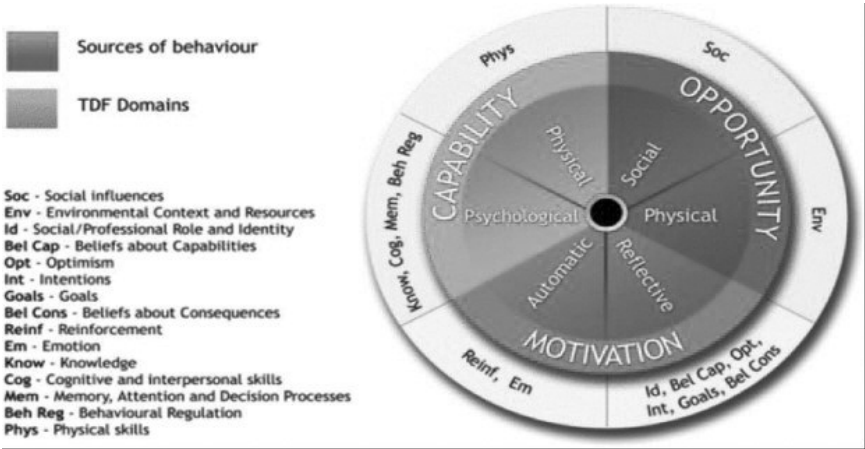 Sources of behaviour
TDF Domains
Soc - Social influences
Env - Environmental Context and Resources
Id - Social/Professional Role and Identity
Bel Cap - Beliefs about Capabilities
Opt - Optimism
Int - Intentions
Goals - Goals
Bel Cons - Beliefs about Consequences
Reinf - Reinforcement
Em - Emotion
Know - Knowledge
Cog - Cognitive and interpersonal skills
Mem - Memory, Attention and Decision Processes
Beh Reg - Behavioural Regulation
Phys - Physical skills
Phys
Soc
Env
Id, Bel Cap, Opt,
Int, Goals, Bel Cons
Reinf, Em
Know, Cog, Mem, Beh Reg
CAPABILITY
OPPORTUNITY
MOTIVATION
Physical
Social
Physical
Reflective
Automatic
Psychological